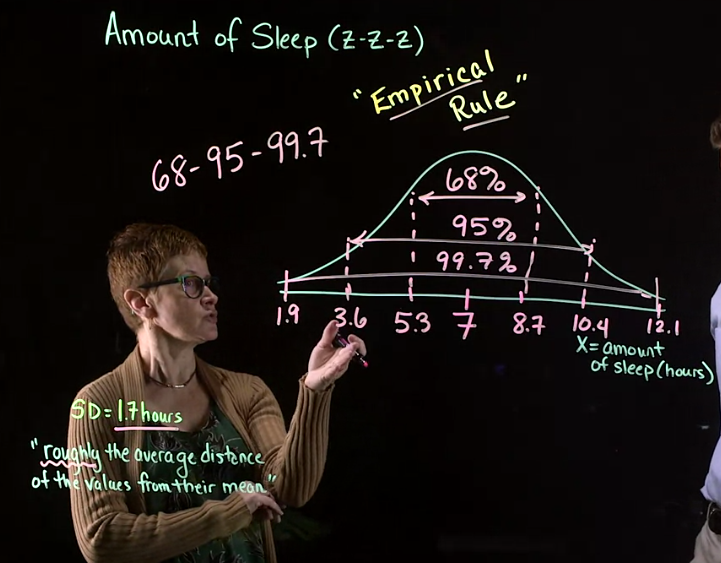 Amount of Sleep (z-z-z)
"Empirical
Rule"
68-95-99.7
68%
95%
99.7%
1.9 3.6 5.3 7 8.7 10.4 12.1
X = amount
of sleep (hours)
SD = 1.7 hours
"roughly the average distance
of the values from their mean"